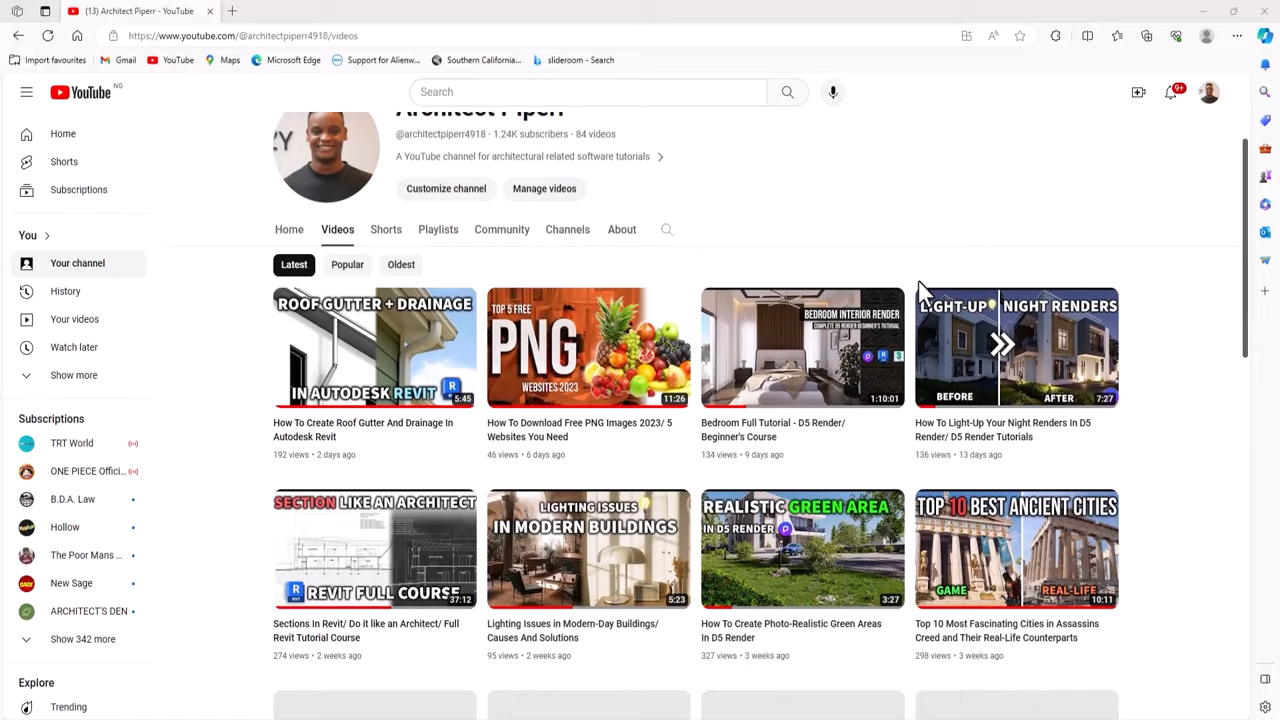 (13) Architect Piperr - YouTube
https://www.youtube.com/@architectpiperr4918/videos
Import favourites
Gmail
YouTube
Maps
Microsoft Edge
Support for Alienw...
Southern California...
slideroom - Search
YouTube NG
Search
9+
Home
Shorts
Subscriptions
You
Your channel
History
Your videos
Watch later
Show more
Subscriptions
TRT World
ONE PIECE Offici...
B.D.A. Law
Hollow
The Poor Mans ...
New Sage
ARCHITECT'S DEN
Show 342 more
Explore
Trending
Architect Piperr
@architectpiperr4918 · 1.24K subscribers · 84 videos
A YouTube channel for architectural related software tutorials
Customize channel
Manage videos
Home
Videos
Shorts
Playlists
Community
Channels
About
Latest
Popular
Oldest
ROOF GUTTER + DRAINAGE
IN AUTODESK REVIT
5:45
How To Create Roof Gutter And Drainage In
Autodesk Revit
192 views • 2 days ago
TOP 5 FREE
PNG
WEBSITES 2023
11:26
How To Download Free PNG Images 2023/ 5
Websites You Need
46 views • 6 days ago
BEDROOM INTERIOR RENDER
COMPLETE D5 RENDER BEGINNER'S TUTORIAL
1:10:01
Bedroom Full Tutorial - D5 Render/
Beginner's Course
134 views • 9 days ago
LIGHT-UP
NIGHT RENDERS
BEFORE
AFTER
7:27
How To Light-Up Your Night Renders In D5
Render/ D5 Render Tutorials
136 views • 13 days ago
SECTION LIKE AN ARCHITECT
REVIT FULL COURSE
37:12
Sections In Revit/ Do it like an Architect/ Full
Revit Tutorial Course
274 views • 2 weeks ago
LIGHTING ISSUES
IN MODERN BUILDINGS
5:23
Lighting Issues in Modern-Day Buildings/
Causes And Solutions
95 views • 2 weeks ago
REALISTIC GREEN AREA
IN D5 RENDER
3:27
How To Create Photo-Realistic Green Areas
In D5 Render
327 views • 3 weeks ago
TOP 10 BEST ANCIENT CITIES
GAME
REAL-LIFE
10:11
Top 10 Most Fascinating Cities in Assassins
Creed and Their Real-Life Counterparts
298 views • 3 weeks ago